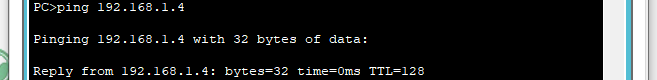 PC>ping 192.168.1.4
Pinging 192.168.1.4 with 32 bytes of data:
Reply from 192.168.1.4: bytes=32 time=0ms TTL=128